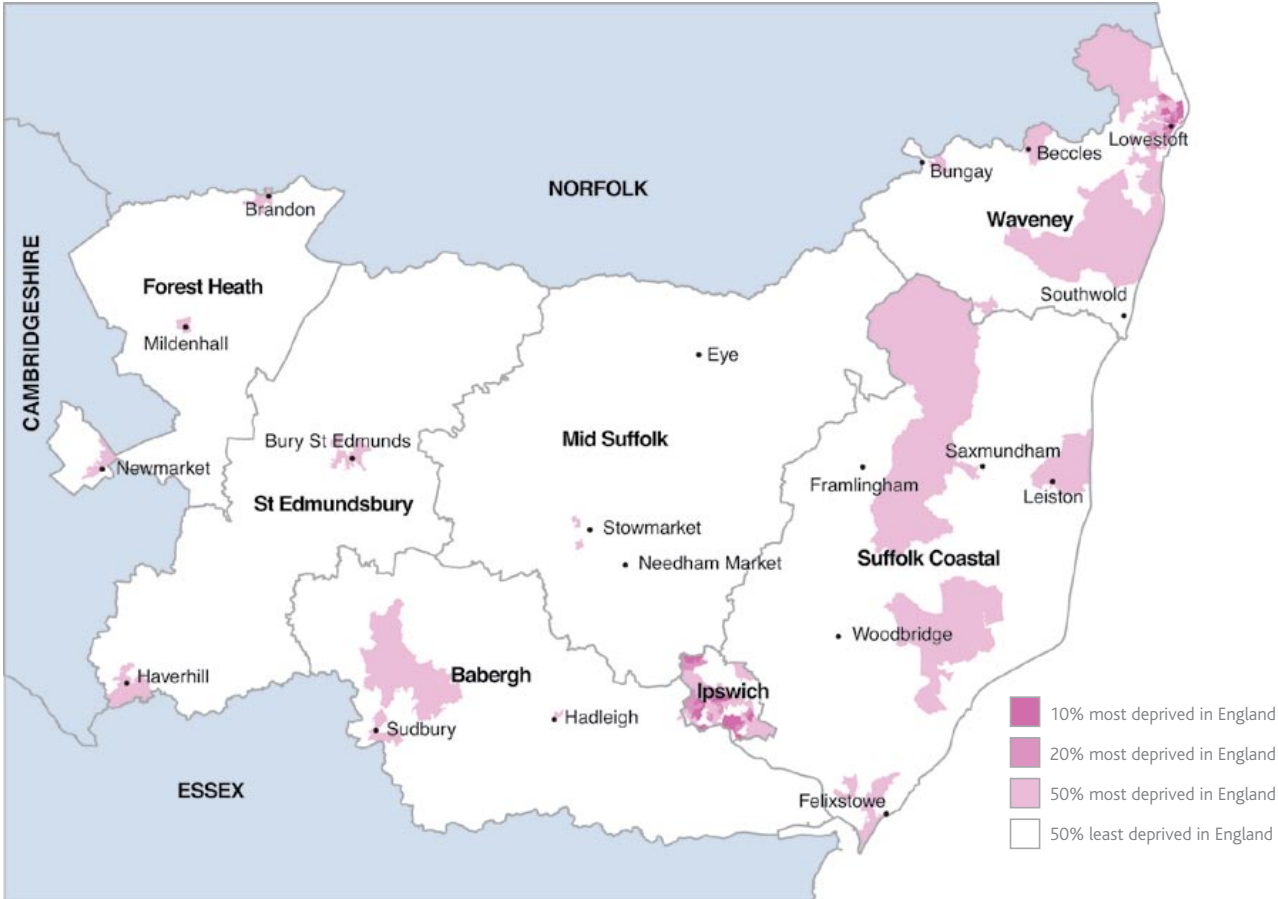 Lowestoft
Beccles
Bungay
NORFOLK
Brandon
Waveney
CAMBRIDGESHIRE
Forest Heath
Southwold
Mildenhall
Eye
Bury St Edmunds
Mid Suffolk
Saxmundham
Newmarket
Framlingham
Leiston
St Edmundsbury
Stowmarket
Needham Market
Suffolk Coastal
Woodbridge
Haverhill
Babergh
Ipswich
Hadleigh
Sudbury
10% most deprived in England
20% most deprived in England
50% most deprived in England
50% least deprived in England
ESSEX
Felixstowe